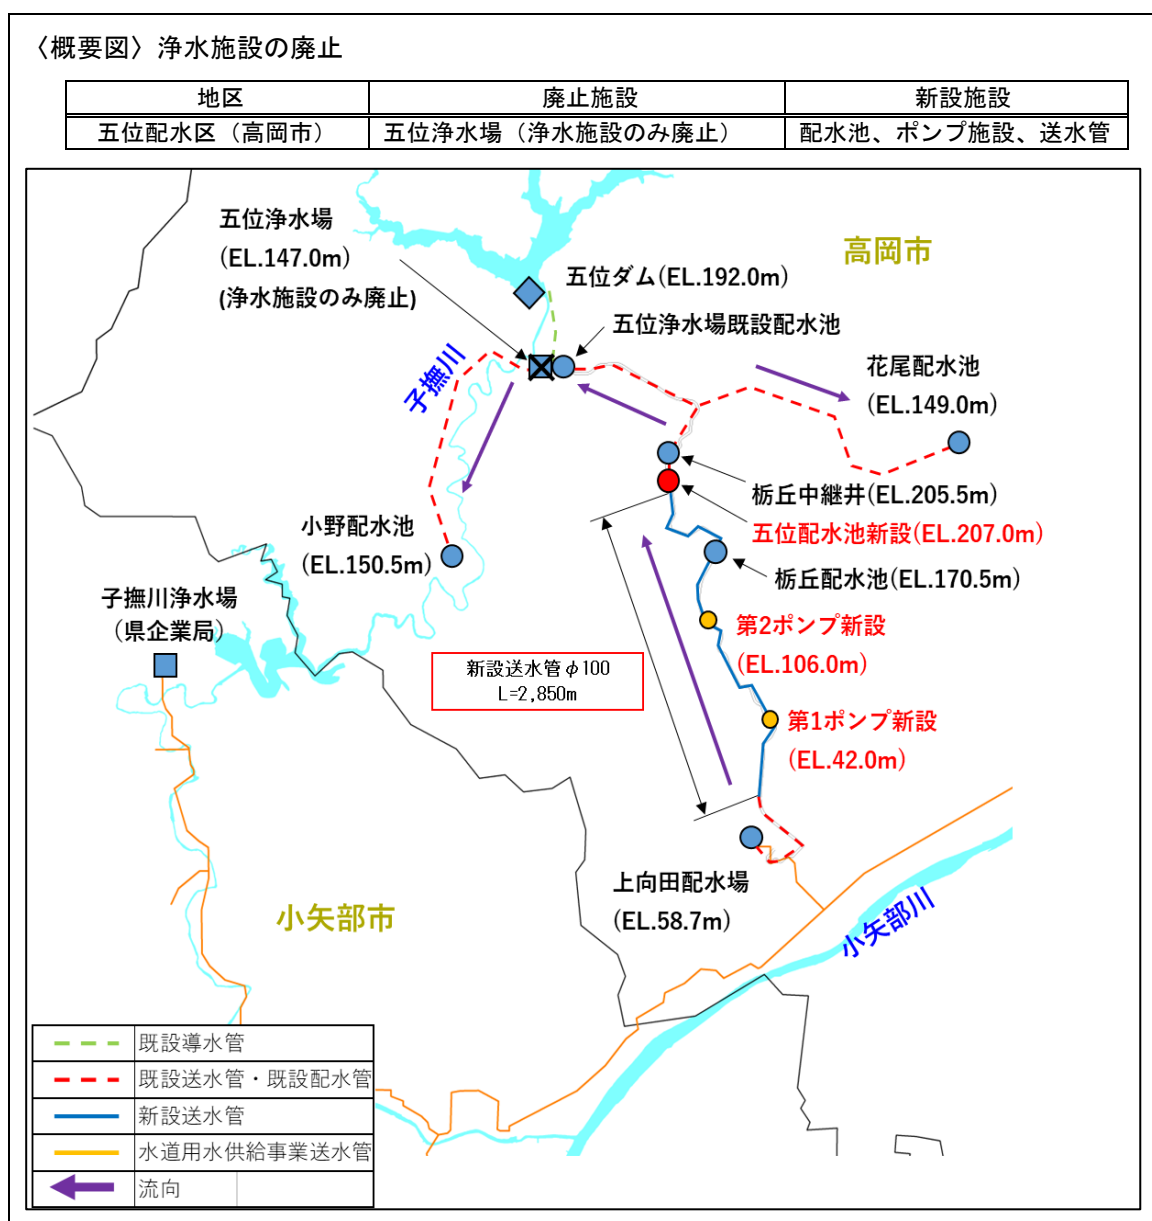 〈概要図〉浄水施設の廃止
地区 廃止施設 新設施設
五位配水区（高岡市） 五位浄水場（浄水施設のみ廃止） 配水池、ポンプ施設、送水管
五位浄水場
(EL.147.0m)
(浄水施設のみ廃止)
高岡市
五位ダム(EL.192.0m)
五位浄水場既設配水池
子撫川
花尾配水池
(EL.149.0m)
栃丘中継井(EL.205.5m)
五位配水池新設(EL.207.0m)
小野配水池
(EL.150.5m)
栃丘配水池(EL.170.5m)
子撫川浄水場
（県企業局）
第2ポンプ新設
(EL.106.0m)
新設送水管φ100
L=2,850m
第1ポンプ新設
(EL.42.0m)
上向田配水場
(EL.58.7m)
小矢部市
小矢部川
既設導水管
既設送水管・既設配水管
新設送水管
水道用水供給事業送水管
流向